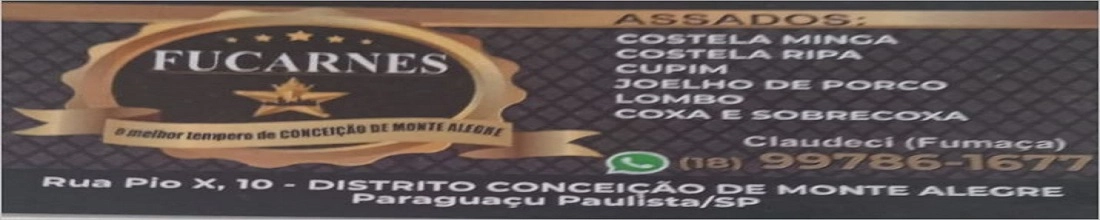 FUCARNES
O melhor tempero de CONCEIÇÃO DE MONTE ALEGRE
ASSADOS:
COSTELA MINGA
COSTELA RIPA
CUPIM
JOELHO DE PORCO
LOMBO
COXA E SOBRECOXA
Claudeci (Fumaça)
(18) 99786-1677
Rua Pio X, 10 - DISTRITO CONCEIÇÃO DE MONTE ALEGRE
Paraguaçu Paulista/SP